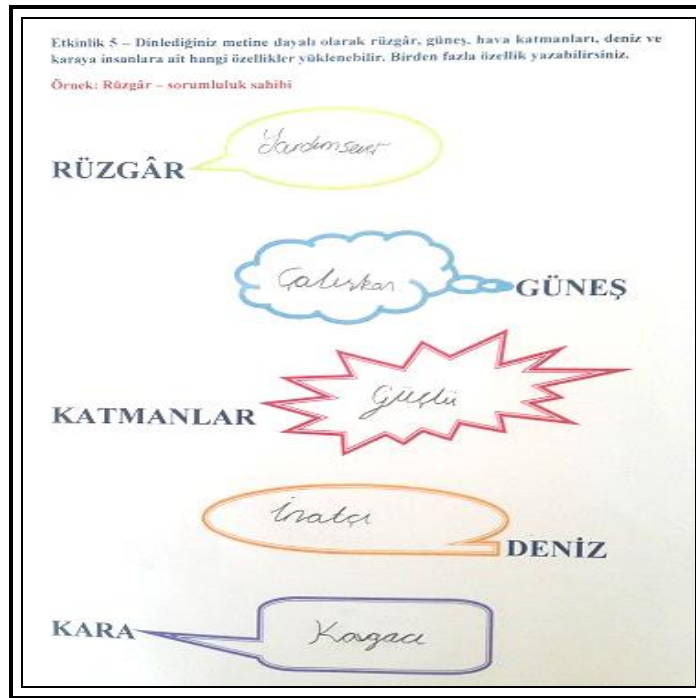 Etkinlik 5 – Dinlediğiniz metine dayalı olarak rüzgâr, güneş, hava katmanları, deniz ve
karaya insanlara ait hangi özellikler yüklenebilir. Birden fazla özellik yazabilirsiniz.
Örnek: Rüzgâr – sorumluluk sahibi
Yardımsever
RÜZGÂR
Çalışkan
GÜNEŞ
Güçlü
KATMANLAR
İnatçı
DENİZ
KARA
Kavgacı